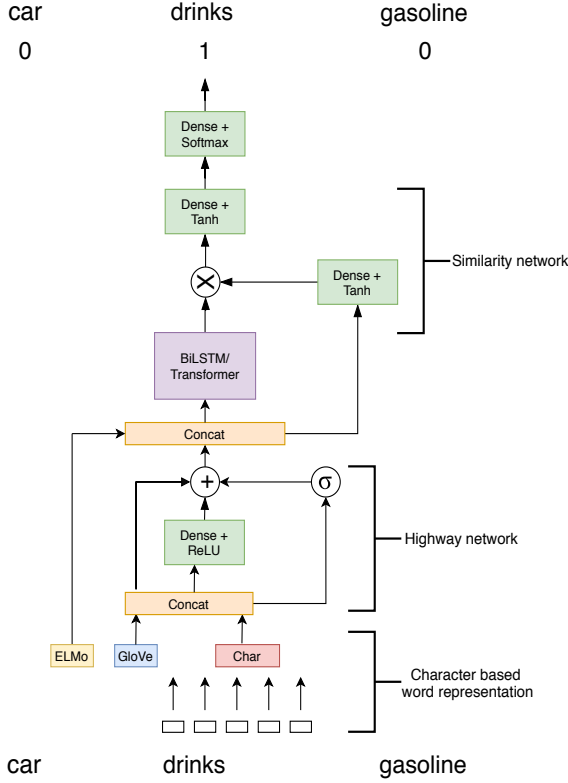 car drinks gasoline
0 1 0
Dense +
Softmax
Dense +
Tanh
Similarity network
Dense +
Tanh
X
BiLSTM/
Transformer
Concat
+
σ
Dense +
ReLU
Highway network
Concat
ELMo
GloVe
Char
Character based
word representation
car drinks gasoline